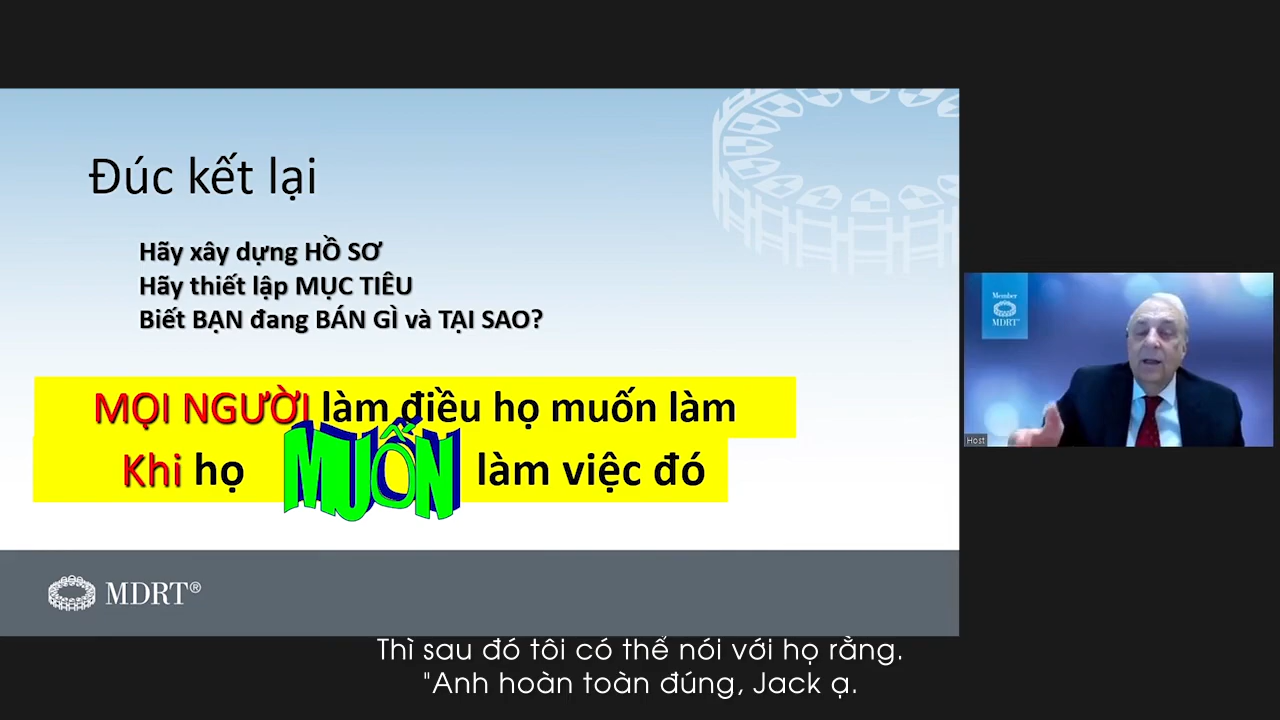 Đúc kết lại
Hãy xây dựng HỒ SƠ
Hãy thiết lập MỤC TIÊU
Biết BẠN đang BÁN GÌ và TẠI SAO?
MỌI NGƯỜI làm điều họ muốn làm
Khi họ MUỐN làm việc đó
MDRT®
Member
MDRT
Host
Thì sau đó tôi có thể nói với họ rằng.
"Anh hoàn toàn đúng, Jack ạ.